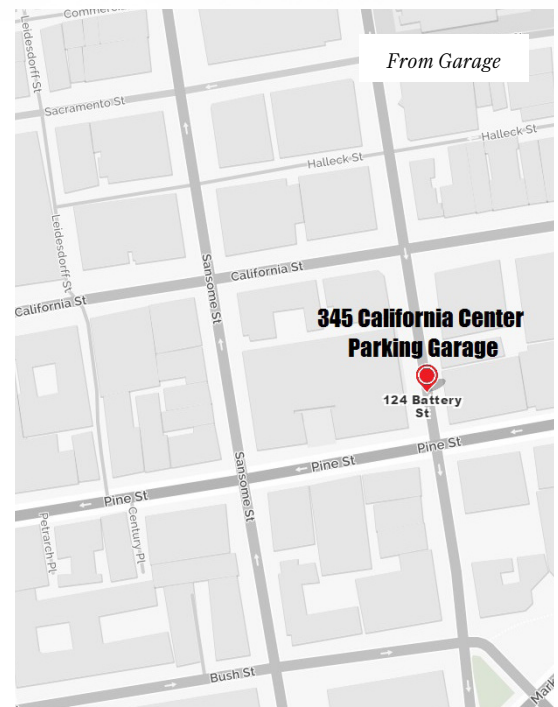 Commerc
Leidesdorff St
From Garage
Sacramento St
Halleck St
Halleck St
Leidesdorff St
Sansome St
California St
California St
345 California Center
Parking Garage
124 Battery
St
Pine St
Pine St
Pine St
Sansome St
Petrarch Pl
Century Pl
Bush St
Mark